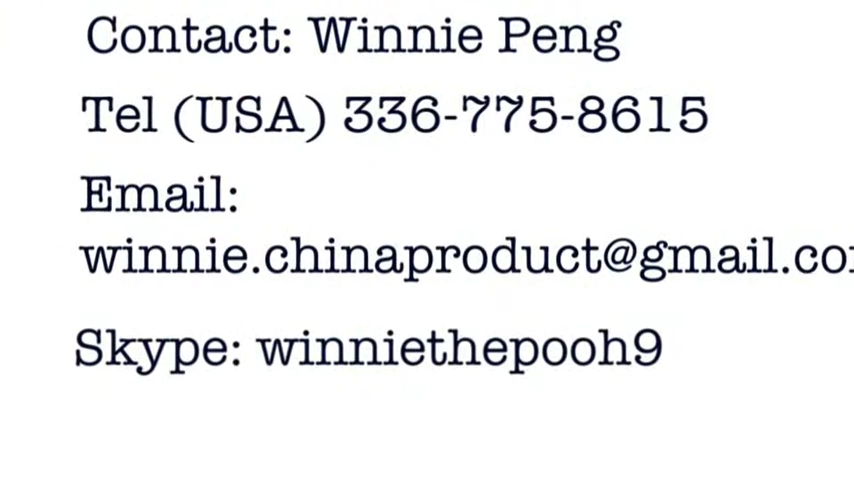 Contact: Winnie Peng
Tel (USA) 336-775-8615
Email:
winnie.chinaproduct@gmail.co
Skype: winniethepooh9